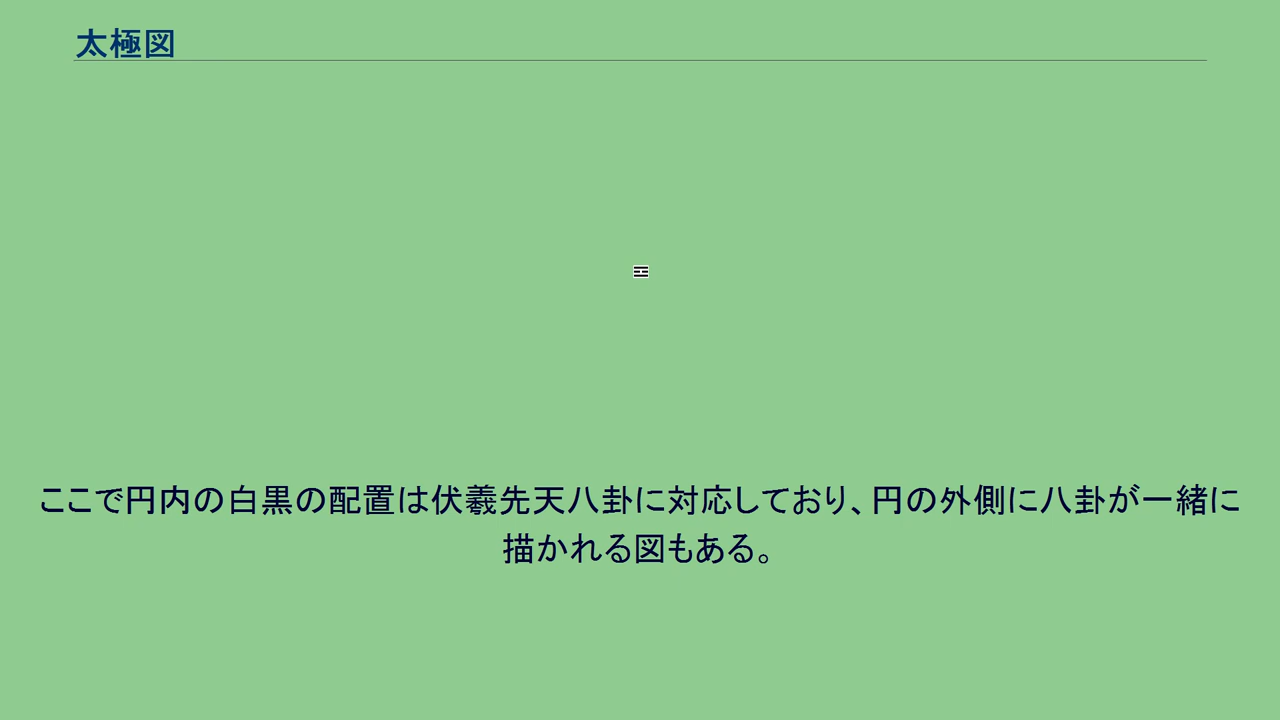 太極図
ここで円内の白黒の配置は伏羲先天八卦に対応しており、円の外側に八卦が一緒に
描かれる図もある。